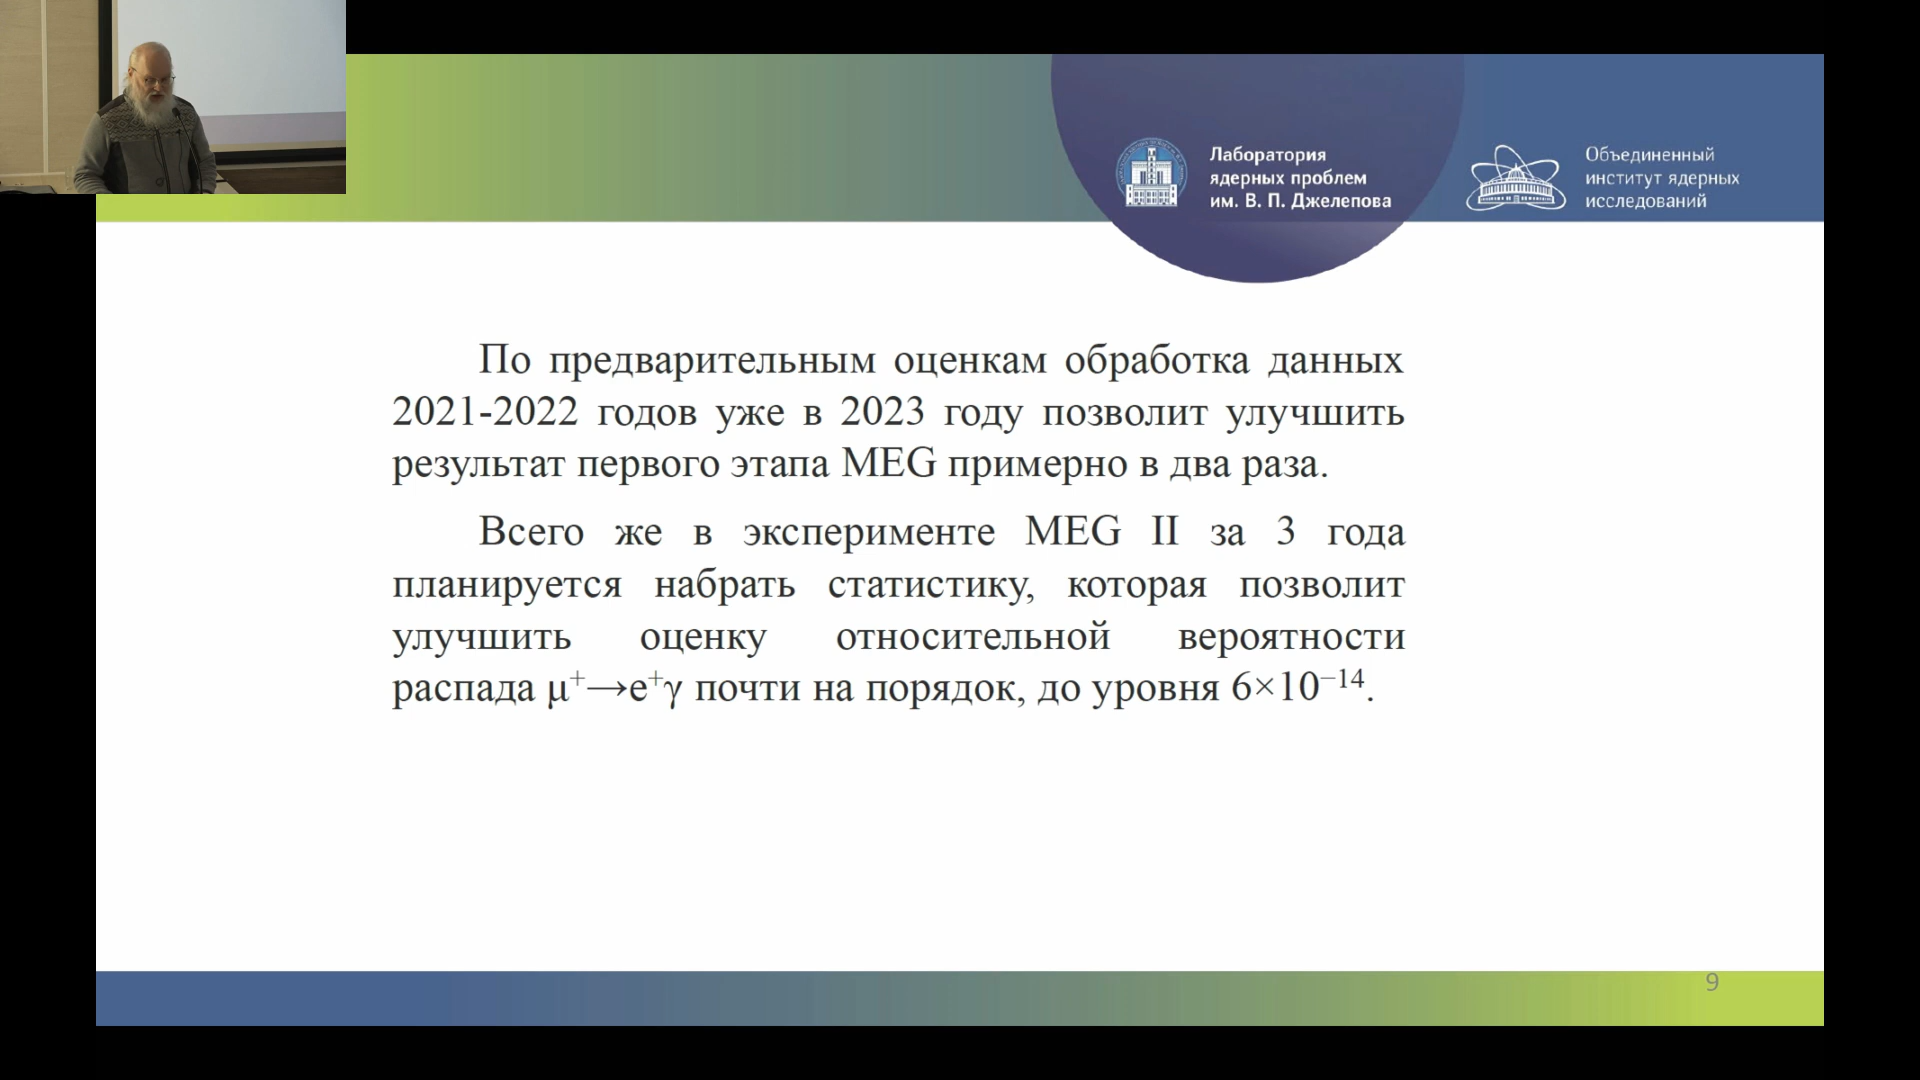 Лаборатория
ядерных проблем
им. В. П. Джелепова
Объединенный
институт ядерных
исследований
По предварительным оценкам обработка данных
2021-2022 годов уже в 2023 году позволит улучшить
результат первого этапа MEG примерно в два раза.
Всего же в эксперименте MEG II за 3 года
планируется набрать статистику, которая позволит
улучшить оценку относительной вероятности
распада μ⁺→e⁺γ почти на порядок, до уровня 6×10⁻¹⁴.
9